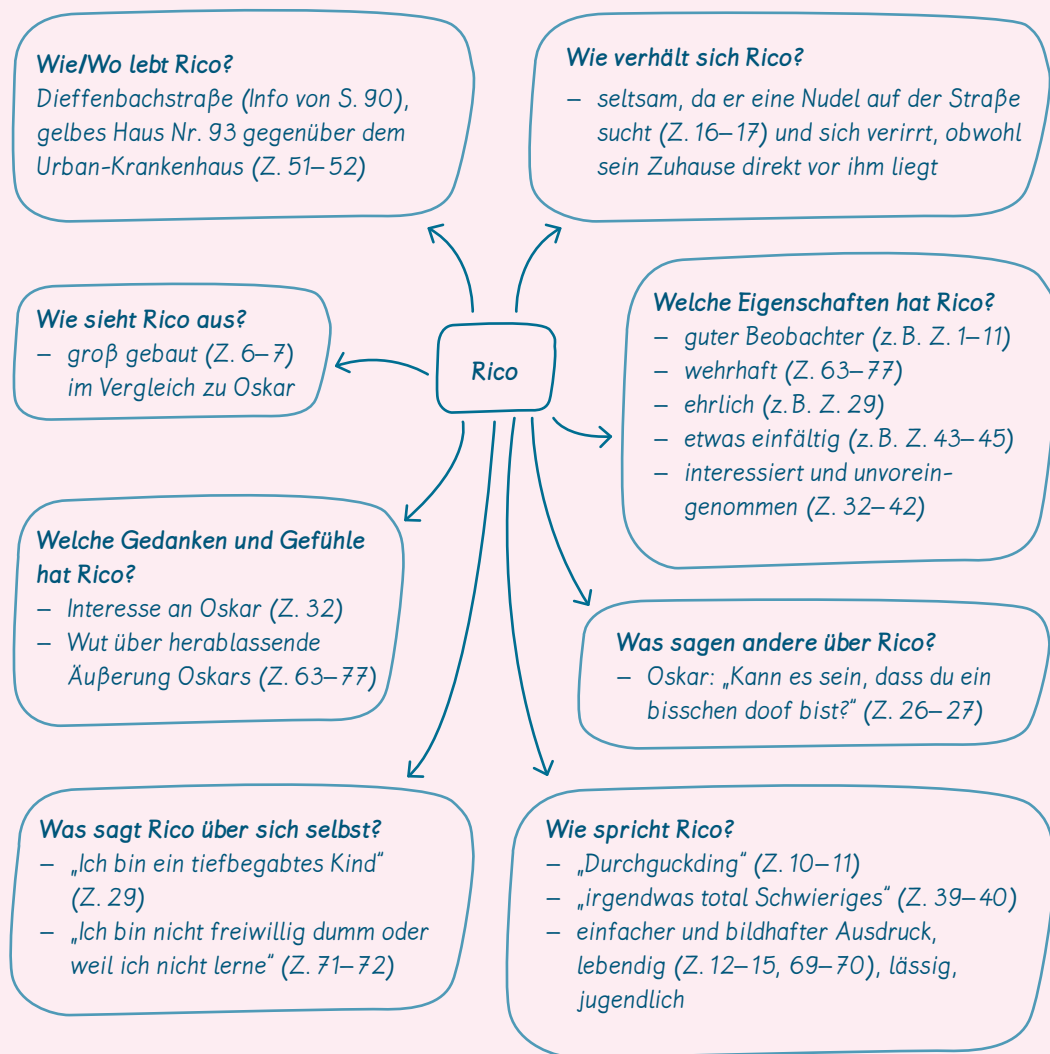 Wie/Wo lebt Rico?
Dieffenbachstraße (Info von S. 90),
gelbes Haus Nr. 93 gegenüber dem
Urban-Krankenhaus (Z. 51–52)
Wie verhält sich Rico?
– seltsam, da er eine Nudel auf der Straße
sucht (Z. 16–17) und sich verirrt, obwohl
sein Zuhause direkt vor ihm liegt
Wie sieht Rico aus?
– groß gebaut (Z. 6–7)
im Vergleich zu Oskar
Rico
Welche Eigenschaften hat Rico?
– guter Beobachter (z. B. Z. 1–11)
– wehrhaft (Z. 63–77)
– ehrlich (z. B. Z. 29)
– etwas einfältig (z. B. Z. 43–45)
– interessiert und unvorein-
genommen (Z. 32–42)
Welche Gedanken und Gefühle
hat Rico?
– Interesse an Oskar (Z. 32)
– Wut über herablassende
Äußerung Oskars (Z. 63–77)
Was sagen andere über Rico?
– Oskar: „Kann es sein, dass du ein
bisschen doof bist?“ (Z. 26–27)
Was sagt Rico über sich selbst?
– „Ich bin ein tiefbegabtes Kind“
(Z. 29)
– „Ich bin nicht freiwillig dumm oder
weil ich nicht lerne“ (Z. 71–72)
Wie spricht Rico?
– „Durchguckding“ (Z. 10–11)
– „irgendwas total Schwieriges“ (Z. 39–40)
– einfacher und bildhafter Ausdruck,
lebendig (Z. 12–15, 69–70), lässig,
jugendlich